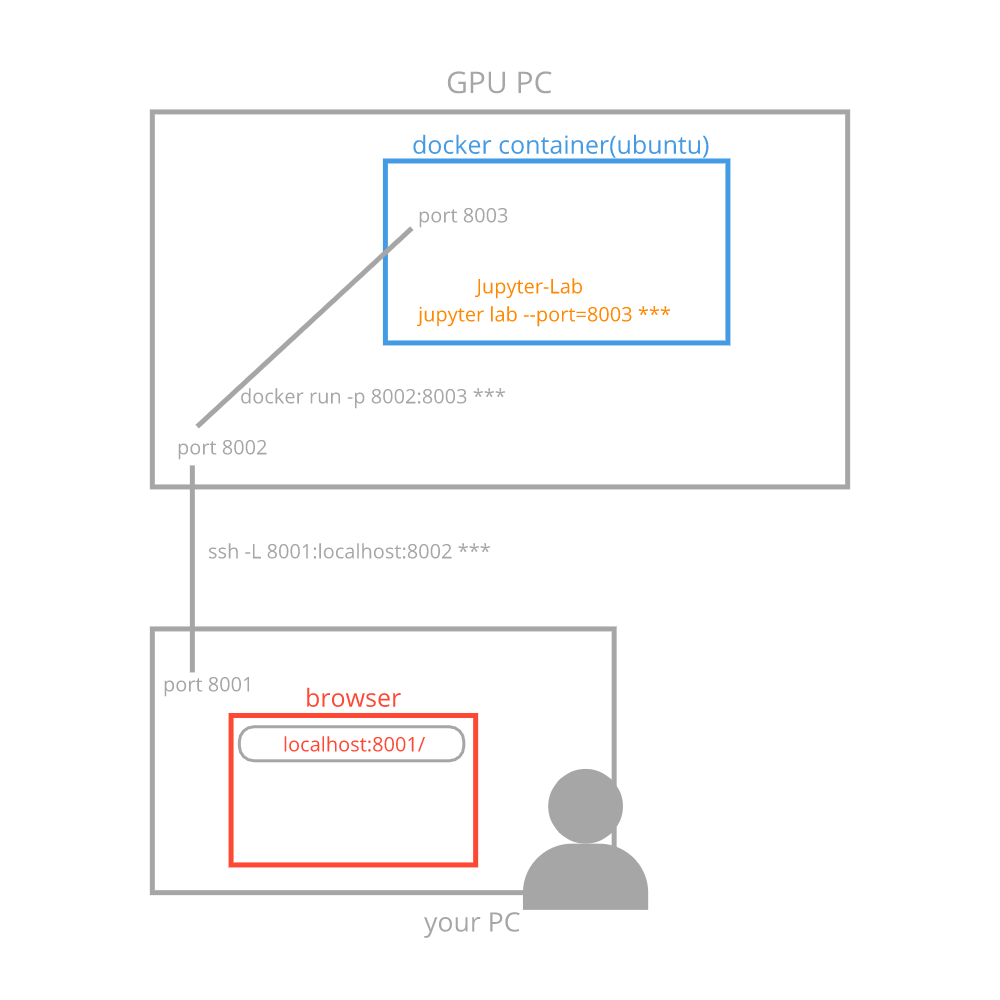 GPU PC
docker container(ubuntu)
port 8003
Jupyter-Lab
jupyter lab --port=8003 ***
docker run -p 8002:8003 ***
port 8002
ssh -L 8001:localhost:8002 ***
port 8001
browser
localhost:8001/
your PC